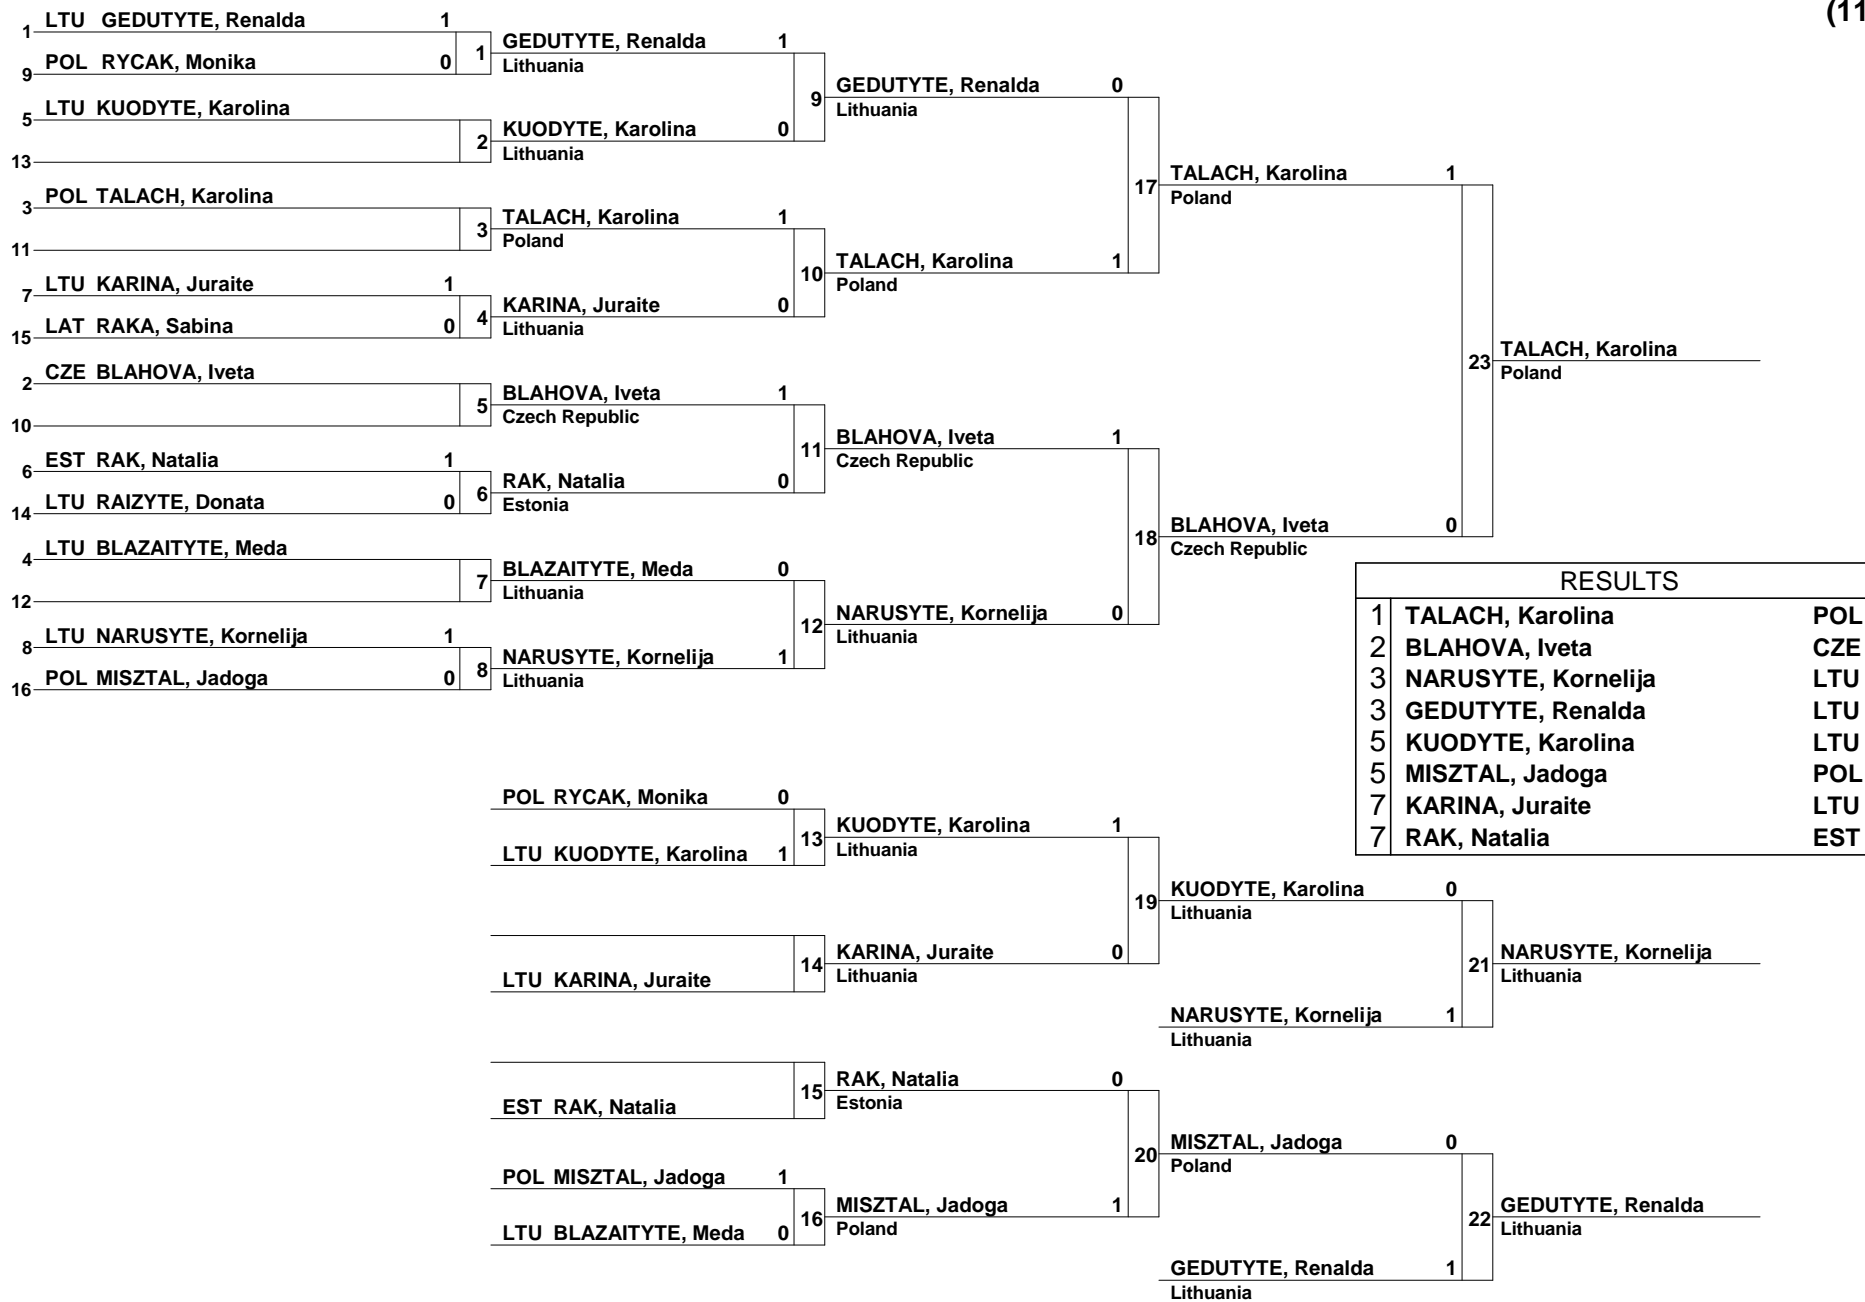 (11
1 LTU GEDUTYTE, Renalda 1
9 POL RYCAK, Monika 0
1 GEDUTYTE, Renalda 1
Lithuania
5 LTU KUODYTE, Karolina
13
2 KUODYTE, Karolina 0
Lithuania
9 GEDUTYTE, Renalda 0
Lithuania
3 POL TALACH, Karolina
11
3 TALACH, Karolina 1
Poland
7 LTU KARINA, Juraite 1
15 LAT RAKA, Sabina 0
4 KARINA, Juraite 0
Lithuania
10 TALACH, Karolina 1
Poland
17 TALACH, Karolina 1
Poland
2 CZE BLAHOVA, Iveta
10
5 BLAHOVA, Iveta 1
Czech Republic
6 EST RAK, Natalia 1
14 LTU RAIZYTE, Donata 0
6 RAK, Natalia 0
Estonia
11 BLAHOVA, Iveta 1
Czech Republic
4 LTU BLAZAITYTE, Meda
12
7 BLAZAITYTE, Meda 0
Lithuania
8 LTU NARUSYTE, Kornelija 1
16 POL MISZTAL, Jadoga 0
8 NARUSYTE, Kornelija 1
Lithuania
12 NARUSYTE, Kornelija 0
Lithuania
18 BLAHOVA, Iveta 0
Czech Republic
23 TALACH, Karolina
Poland
RESULTS
1 TALACH, Karolina POL
2 BLAHOVA, Iveta CZE
3 NARUSYTE, Kornelija LTU
3 GEDUTYTE, Renalda LTU
5 KUODYTE, Karolina LTU
5 MISZTAL, Jadoga POL
7 KARINA, Juraite LTU
7 RAK, Natalia EST
POL RYCAK, Monika 0
LTU KUODYTE, Karolina 1
13 KUODYTE, Karolina 1
Lithuania
LTU KARINA, Juraite
14 KARINA, Juraite 0
Lithuania
19 KUODYTE, Karolina 0
Lithuania
NARUSYTE, Kornelija 1
Lithuania
21 NARUSYTE, Kornelija
Lithuania
EST RAK, Natalia
15 RAK, Natalia 0
Estonia
POL MISZTAL, Jadoga 1
LTU BLAZAITYTE, Meda 0
16 MISZTAL, Jadoga 1
Poland
20 MISZTAL, Jadoga 0
Poland
GEDUTYTE, Renalda 1
Lithuania
22 GEDUTYTE, Renalda
Lithuania